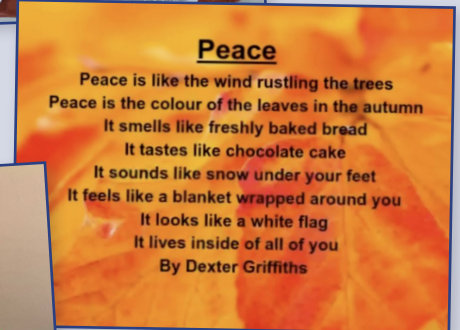 Peace
Peace is like the wind rustling the trees
Peace is the colour of the leaves in the autumn
It smells like freshly baked bread
It tastes like chocolate cake
It sounds like snow under your feet
It feels like a blanket wrapped around you
It looks like a white flag
It lives inside of all of you
By Dexter Griffiths